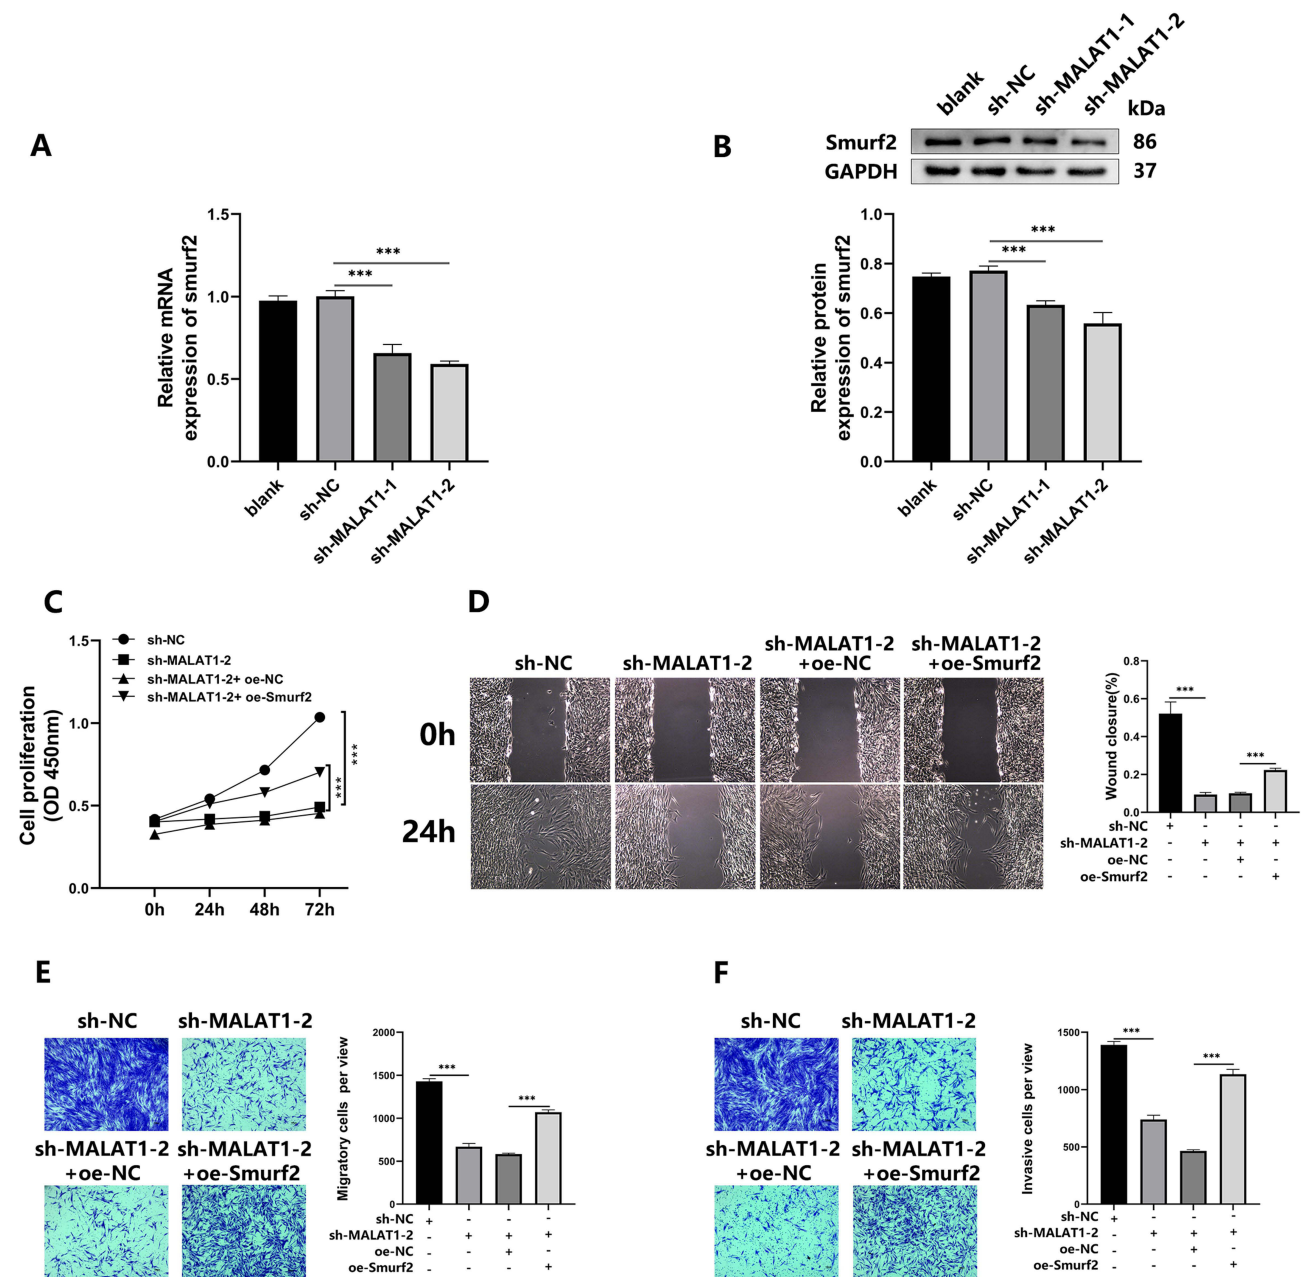 A
1.5
1.0
0.5
0.0
Relative mRNA
expression of smurf2
***
***
blank
sh-NC
sh-MALAT1-1
sh-MALAT1-2
B
blank
sh-NC
sh-MALAT1-1
sh-MALAT1-2
kDa
Smurf2
86
GAPDH
37
1.0
0.8
0.6
0.4
0.2
0.0
Relative protein
expression of smurf2
***
***
blank
sh-NC
sh-MALAT1-1
sh-MALAT1-2
C
sh-NC
sh-MALAT1-2
sh-MALAT1-2+ oe-NC
sh-MALAT1-2+ oe-Smurf2
1.5
1.0
0.5
0.0
Cell proliferation
(OD 450nm)
***
***
0h 24h 48h 72h
D
sh-NC
sh-MALAT1-2
sh-MALAT1-2
+oe-NC
sh-MALAT1-2
+oe-Smurf2
0h
24h
0.8
0.6
0.4
0.2
0.0
Wound closure(%)
***
***
sh-NC + - - -
sh-MALAT1-2 - + + +
oe-NC - - + -
oe-Smurf2 - - - +
E
sh-NC
sh-MALAT1-2
sh-MALAT1-2
+oe-NC
sh-MALAT1-2
+oe-Smurf2
2000
1500
1000
500
0
Migratory cells per view
***
***
sh-NC + - - -
sh-MALAT1-2 - + + +
oe-NC - - + -
oe-Smurf2 - - - +
F
sh-NC
sh-MALAT1-2
sh-MALAT1-2
+oe-NC
sh-MALAT1-2
+oe-Smurf2
1500
1000
500
0
Invasive cells per view
***
***
sh-NC + - - -
sh-MALAT1-2 - + + +
oe-NC - - + -
oe-Smurf2 - - - +